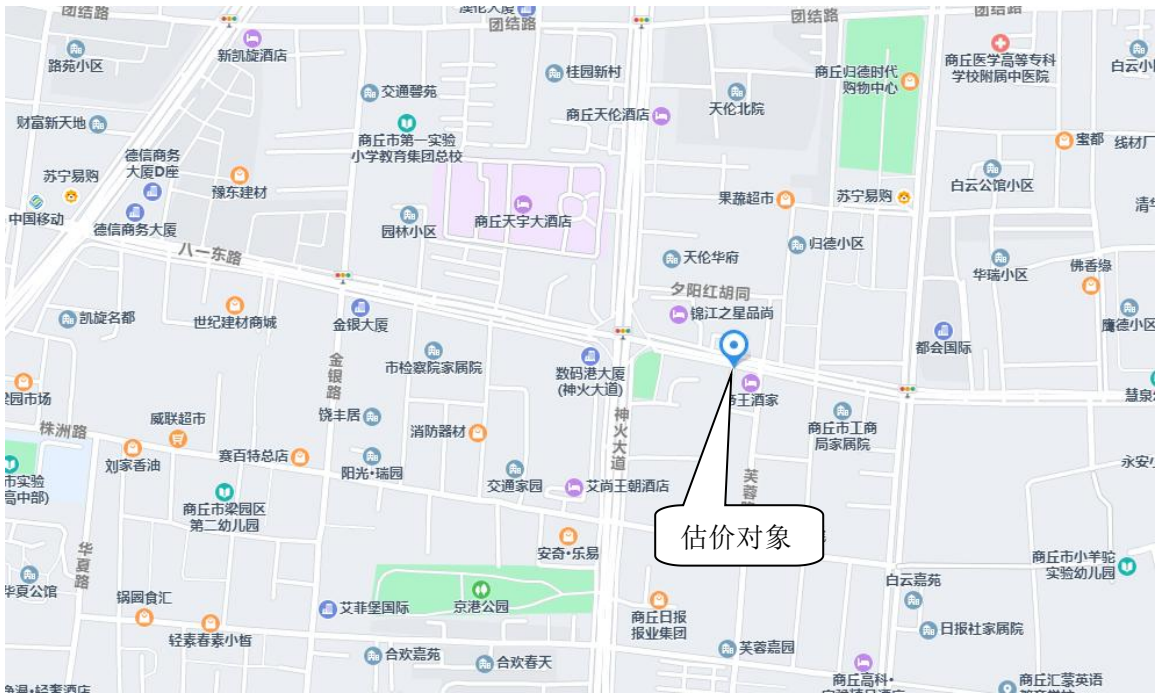 澳伦大厦
团结路
团结路
团结路
团结路
新凯旋酒店
路苑小区
桂园新村
商丘归德时代
购物中心
商丘医学高等专科
学校附属中医院
白云小
交通馨苑
商丘天伦酒店
天伦北院
财富新天地
商丘市第一实验
小学教育集团总校
宝都
线材厂
德信商务
大厦D座
苏宁易购
豫东建材
果蔬超市
苏宁易购
白云公馆小区
中国移动
德信商务大厦
园林小区
商丘天宇大酒店
清华
八一东路
天伦华府
归德小区
华瑞小区
佛香缘
夕阳红胡同
锦江之星品尚
凯旋名都
世纪建材商城
金银大厦
都会国际
鹰德小区
市检察院家属院
数码港大厦
(神火大道)
金银路
商王酒家
慧泉
园市场
威联超市
饶丰居
消防器材
神火大道
商丘市工商
局家属院
株洲路
刘家香油
赛百特总店
阳光·瑞园
交通家园
艾尚王朝酒店
芙蓉
永安
市实验
高中部)
商丘市梁园区
第二幼儿园
估价对象
安奇·乐易
华夏路
商丘市小羊驼
实验幼儿园
华夏公馆
锅圆食汇
艾菲堡国际
京港公园
商丘日报
报业集团
白云嘉苑
轻素春素小皙
日报社家属院
合欢嘉苑
合欢春天
芙蓉嘉园
商丘高科·
商丘汇蒙英语